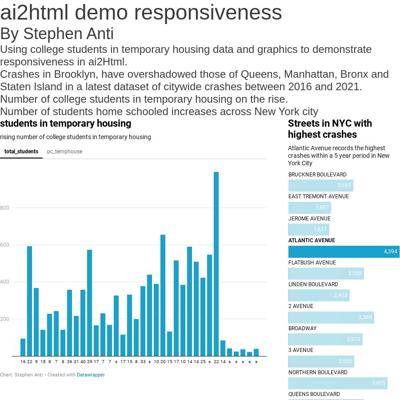 ai2html demo responsiveness
By Stephen Anti
Using college students in temporary housing data and graphics to demonstrate
responsiveness in ai2Html.
Crashes in Brooklyn, have overshadowed those of Queens, Manhattan, Bronx and
Staten Island in a latest dataset of citywide crashes between 2016 and 2021.
Number of college students in temporary housing on the rise.
Number of students home schooled increases across New York city
students in temporary housing
rising number of college students in temporary housing
total_students pc_temphouse
800
600
400
200
Chart: Stephen Anti • Created with Datawrapper
Streets in NYC with
highest crashes
Atlantic Avenue records the highest
crashes within a 5 year period in New
York City
BRUCKNER BOULEVARD
EAST TREMONT AVENUE
JEROME AVENUE
ATLANTIC AVENUE
4,394
FLATBUSH AVENUE
LINDEN BOULEVARD
2 AVENUE
BROADWAY
3 AVENUE
NORTHERN BOULEVARD
QUEENS BOULEVARD